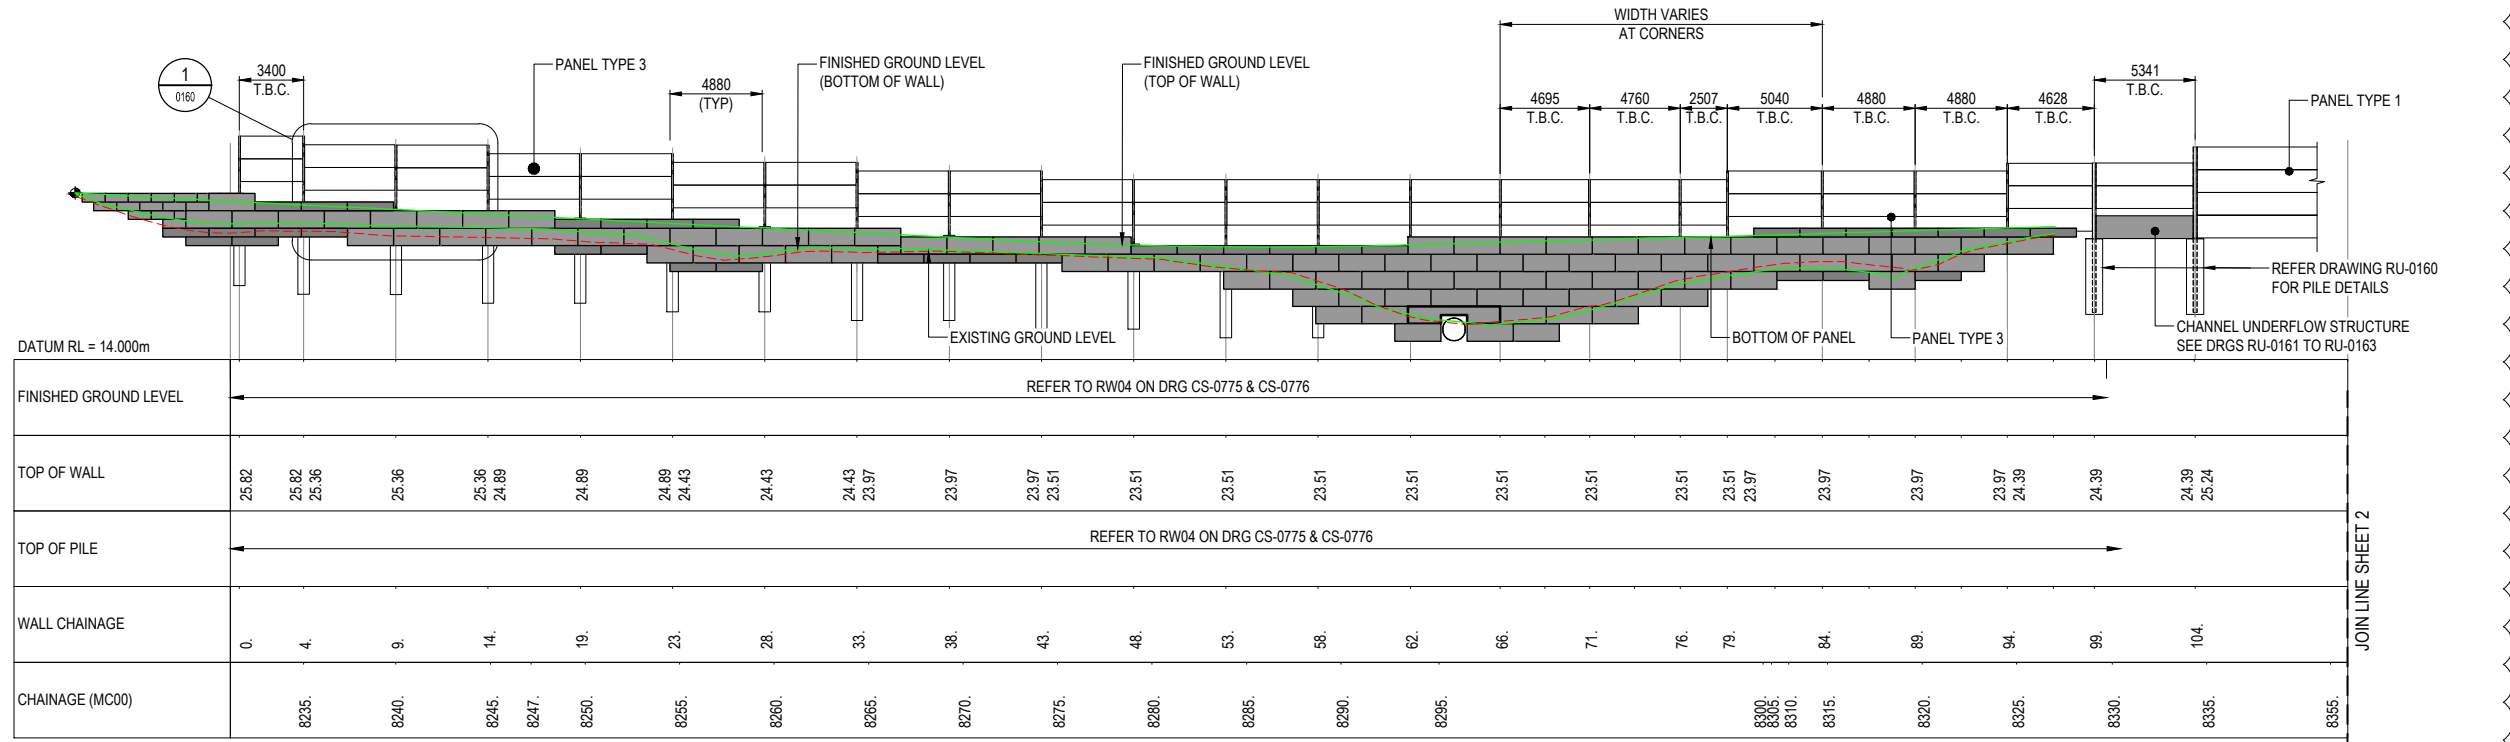 WIDTH VARIES
AT CORNERS
1
0160
3400
T.B.C.
PANEL TYPE 3
4880
(TYP)
FINISHED GROUND LEVEL
(BOTTOM OF WALL)
FINISHED GROUND LEVEL
(TOP OF WALL)
4695
T.B.C.
4760
T.B.C.
2507
T.B.C.
5040
T.B.C.
4880
T.B.C.
4880
T.B.C.
4628
T.B.C.
5341
T.B.C.
PANEL TYPE 1
REFER DRAWING RU-0160
FOR PILE DETAILS
EXISTING GROUND LEVEL
BOTTOM OF PANEL
PANEL TYPE 3
CHANNEL UNDERFLOW STRUCTURE
SEE DRGS RU-0161 TO RU-0163
DATUM RL = 14.000m
FINISHED GROUND LEVEL
REFER TO RW04 ON DRG CS-0775 & CS-0776
TOP OF WALL
25.82
25.82
25.36
25.36
25.36
24.89
24.89
24.89
24.43
24.43
24.43
23.97
23.97
23.97
23.51
23.51
23.51
23.51
23.51
23.51
23.51
23.51
23.51
23.97
23.97
23.97
23.97
24.39
24.39
24.39
25.24
TOP OF PILE
REFER TO RW04 ON DRG CS-0775 & CS-0776
WALL CHAINAGE
0.
4.
9.
14.
19.
23.
28.
33.
38.
43.
48.
53.
58.
62.
66.
71.
76.
79.
84.
89.
94.
99.
104.
CHAINAGE (MC00)
8235.
8240.
8245.
8247.
8250.
8255.
8260.
8265.
8270.
8275.
8280.
8285.
8290.
8295.
8300.
8305.
8310.
8315.
8320.
8325.
8330.
8335.
8355.
JOIN LINE SHEET 2